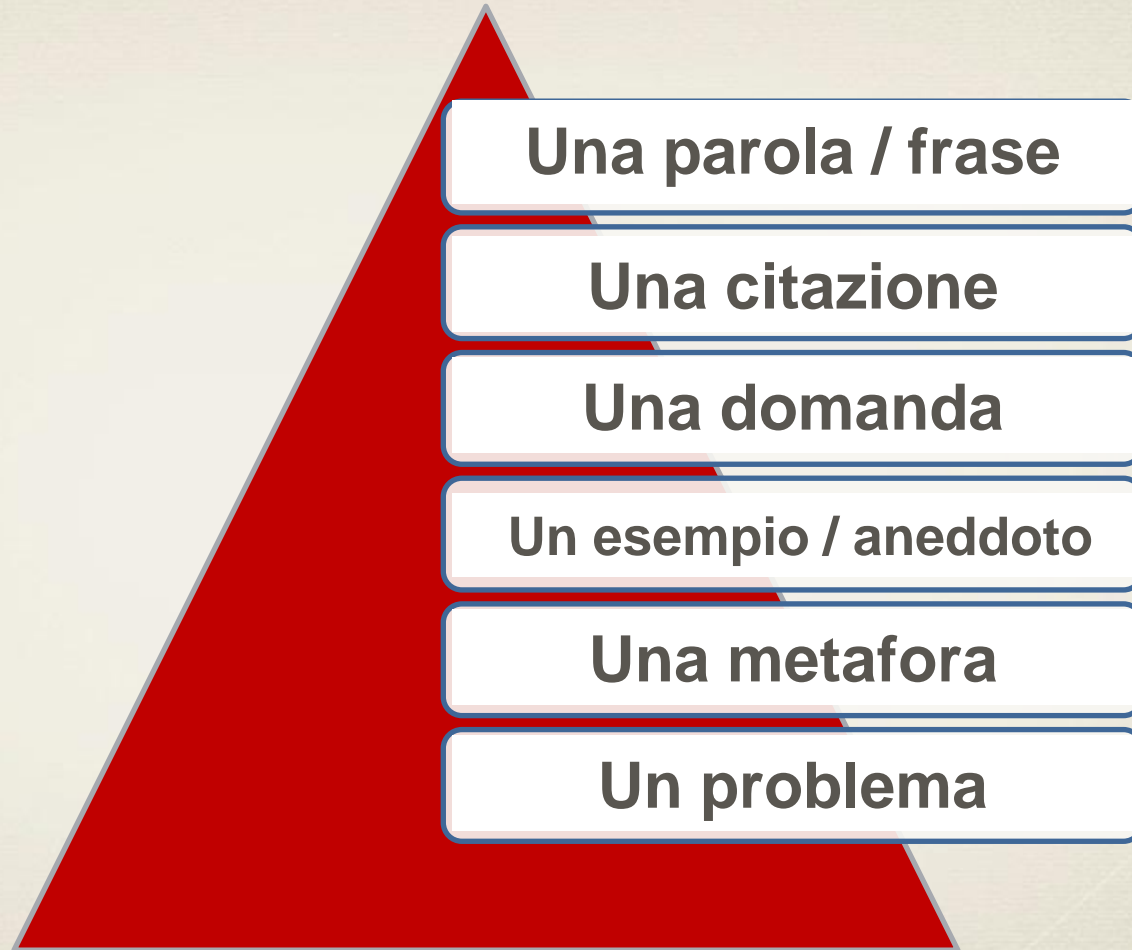 Una parola / frase
Una citazione
Una domanda
Un esempio / aneddoto
Una metafora
Un problema